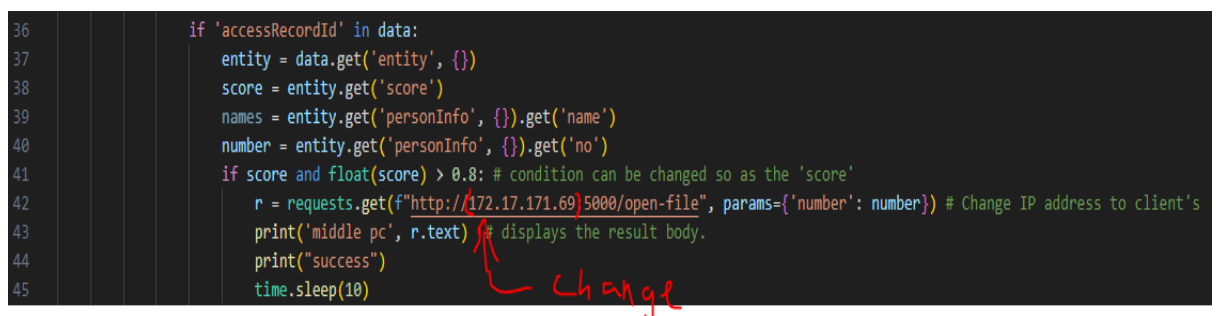 36 if 'accessRecordId' in data:
37 entity = data.get('entity', {})
38 score = entity.get('score')
39 names = entity.get('personInfo', {}).get('name')
40 number = entity.get('personInfo', {}).get('no')
41 if score and float(score) > 0.8: # condition can be changed so as the 'score'
42 r = requests.get(f"http://172.17.171.69:5000/open-file", params={'number': number}) # Change IP address to client's
43 print('middle pc', r.text) # displays the result body.
44 print("success")
45 time.sleep(10)
change